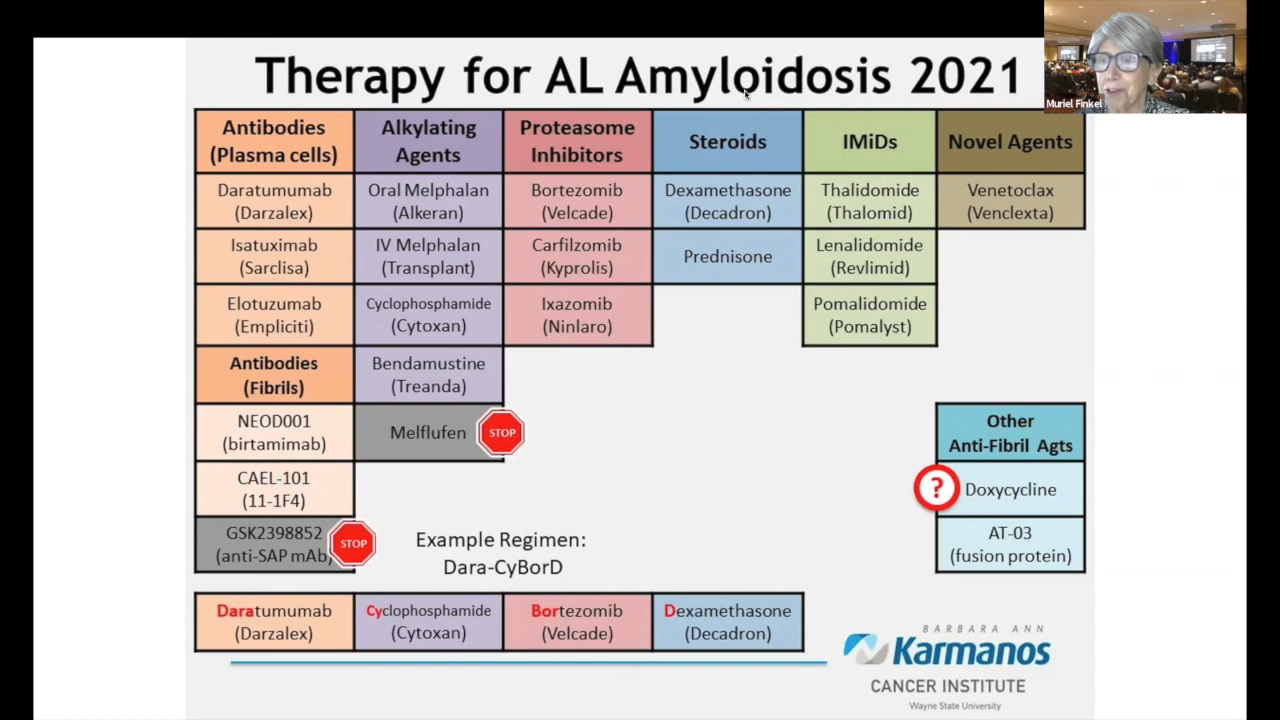 Therapy for AL Amyloidosis 2021
Muriel Finkel
Antibodies
(Plasma cells)
Alkylating
Agents
Proteasome
Inhibitors
Steroids
IMiDs
Novel Agents
Daratumumab
(Darzalex)
Oral Melphalan
(Alkeran)
Bortezomib
(Velcade)
Dexamethasone
(Decadron)
Thalidomide
(Thalomid)
Venetoclax
(Venclexta)
Isatuximab
(Sarclisa)
IV Melphalan
(Transplant)
Carfilzomib
(Kyprolis)
Prednisone
Lenalidomide
(Revlimid)
Elotuzumab
(Empliciti)
Cyclophosphamide
(Cytoxan)
Ixazomib
(Ninlaro)
Pomalidomide
(Pomalyst)
Antibodies
(Fibrils)
Bendamustine
(Treanda)
NEOD001
(birtamimab)
Melflufen
STOP
Other
Anti-Fibril Agts
CAEL-101
(11-1F4)
?
Doxycycline
GSK2398852
(anti-SAP mAb)
STOP
AT-03
(fusion protein)
Example Regimen:
Dara-CyBorD
Daratumumab
(Darzalex)
Cyclophosphamide
(Cytoxan)
Bortezomib
(Velcade)
Dexamethasone
(Decadron)
BARBARA ANN
Karmanos
CANCER INSTITUTE
Wayne State University